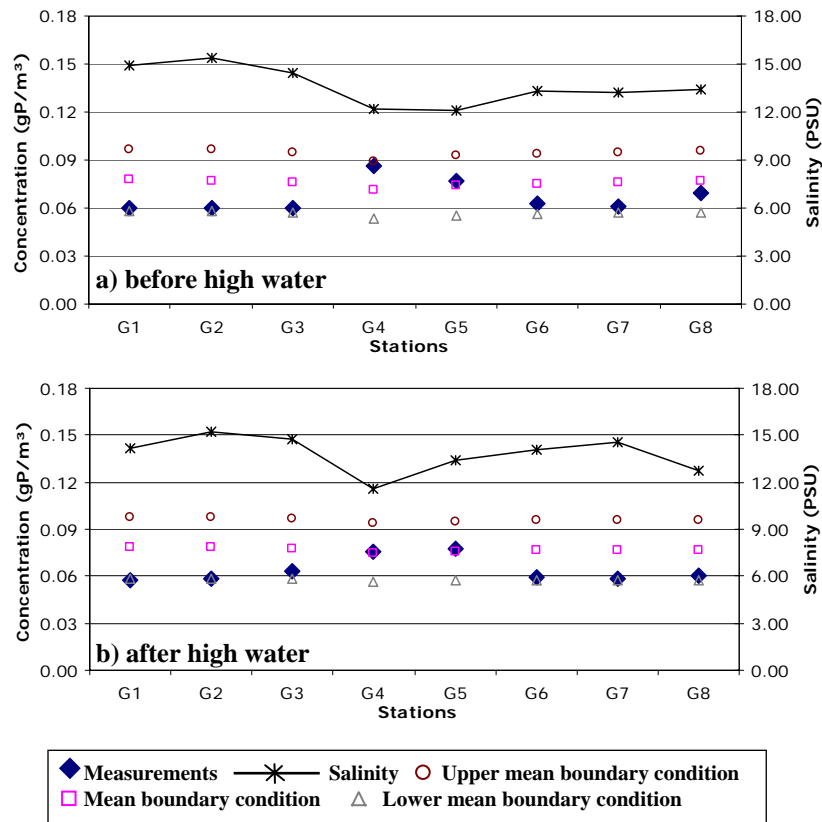 0.18 18.00
0.15 15.00
0.12 12.00
0.09 9.00
0.06 6.00
0.03 3.00
0.00 0.00
Concentration (gP/m³)
Salinity (PSU)
a) before high water
G1 G2 G3 G4 G5 G6 G7 G8
Stations
0.18 18.00
0.15 15.00
0.12 12.00
0.09 9.00
0.06 6.00
0.03 3.00
0.00 0.00
Concentration (gP/m³)
Salinity (PSU)
b) after high water
G1 G2 G3 G4 G5 G6 G7 G8
Stations
Measurements Salinity Upper mean boundary condition
Mean boundary condition Lower mean boundary condition